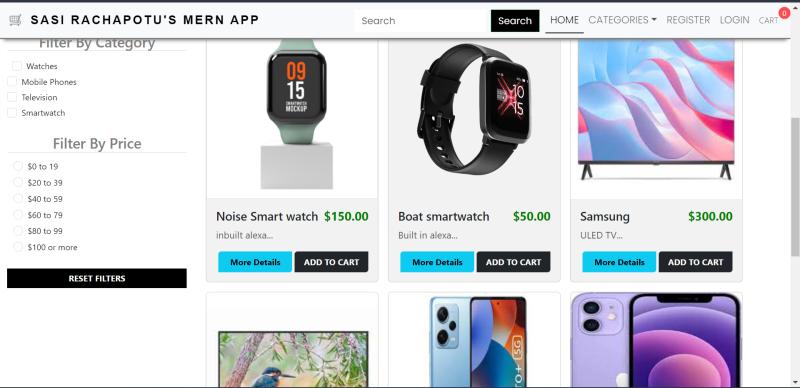 SASI RACHAPOTU'S MERN APP
Search
Search
HOME
CATEGORIES
REGISTER
LOGIN
CART
0
Filter By Category
Watches
Mobile Phones
Television
Smartwatch
Filter By Price
$0 to 19
$20 to 39
$40 to 59
$60 to 79
$80 to 99
$100 or more
RESET FILTERS
09
15
SMARTWATCH
MOCKUP
Noise Smart watch $150.00
inbuilt alexa...
More Details
ADD TO CART
10
15
Boat smartwatch $50.00
Built in alexa...
More Details
ADD TO CART
Samsung $300.00
ULED TV...
More Details
ADD TO CART
5G